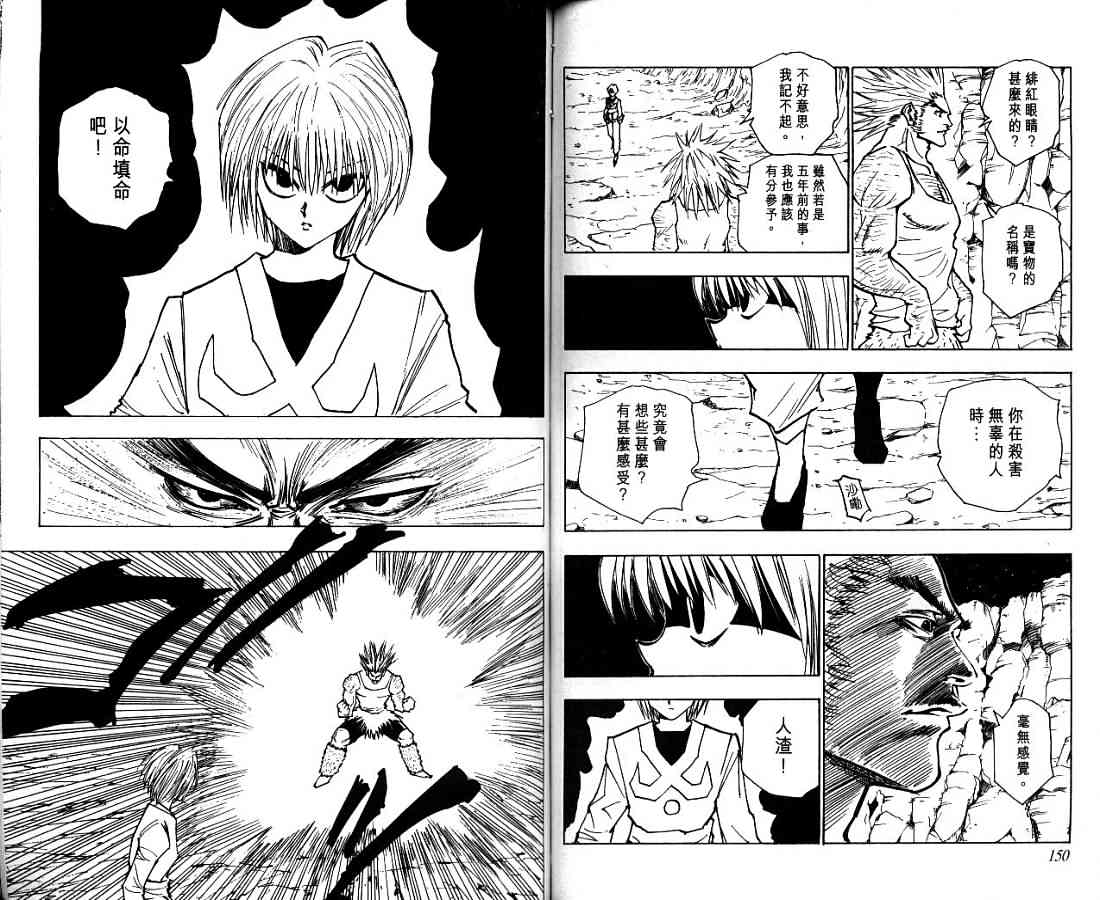 緋紅眼睛？
甚麼來的？
是寶物的
名稱嗎？
不好意思，
我記不起。
雖然若是
五年前的事，
我也應該
有分參予。
你在殺害
無辜的人
時…
究竟會
想些甚麼？
有甚麼感受？
沙嘞
毫無感覺。
人渣！
150
以命填命
吧！